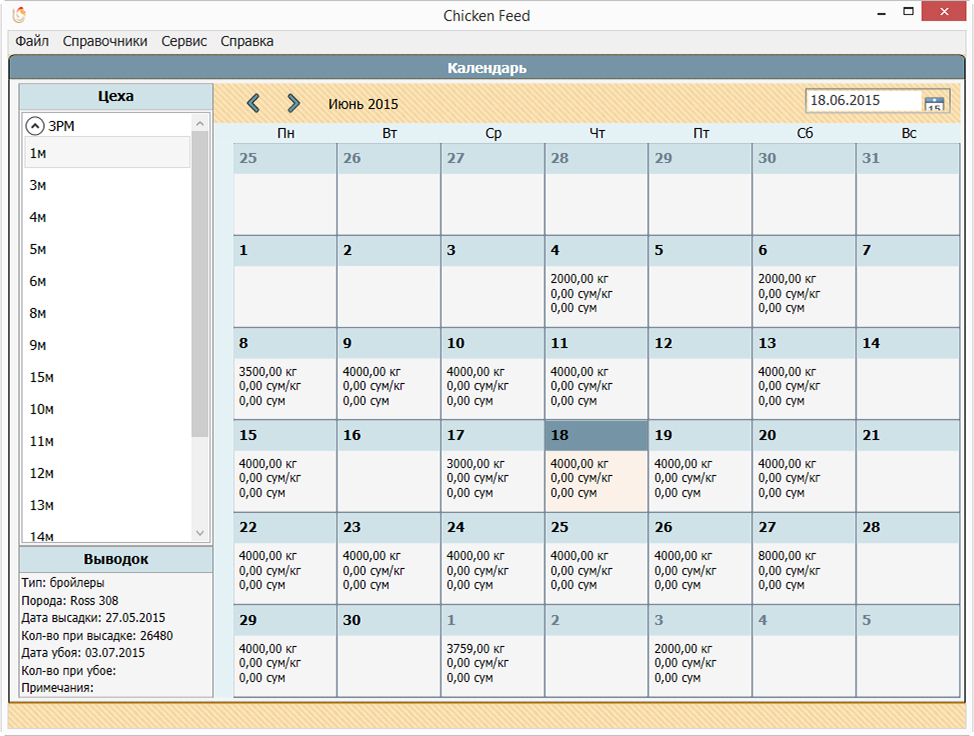 Chicken Feed
Файл Справочники Сервис Справка
Календарь
Цеха
ЗРМ
1м
3м
4м
5м
6м
8м
9м
15м
10м
11м
12м
13м
14м
Выводок
Тип: бройлеры
Порода: Ross 308
Дата высадки: 27.05.2015
Кол-во при высадке: 26480
Дата убоя: 03.07.2015
Кол-во при убое:
Примечания:
Июнь 2015
18.06.2015
15
Пн Вт Ср Чт Пт Сб Вс
25 26 27 28 29 30 31
1 2 3 4 5 6 7
2000,00 кг 2000,00 кг
0,00 сум/кг 0,00 сум/кг
0,00 сум 0,00 сум
8 9 10 11 12 13 14
3500,00 кг 4000,00 кг 4000,00 кг 4000,00 кг 4000,00 кг
0,00 сум/кг 0,00 сум/кг 0,00 сум/кг 0,00 сум/кг 0,00 сум/кг
0,00 сум 0,00 сум 0,00 сум 0,00 сум 0,00 сум
15 16 17 18 19 20 21
4000,00 кг 3000,00 кг 4000,00 кг 4000,00 кг 4000,00 кг
0,00 сум/кг 0,00 сум/кг 0,00 сум/кг 0,00 сум/кг 0,00 сум/кг
0,00 сум 0,00 сум 0,00 сум 0,00 сум 0,00 сум
22 23 24 25 26 27 28
4000,00 кг 4000,00 кг 4000,00 кг 4000,00 кг 4000,00 кг 8000,00 кг
0,00 сум/кг 0,00 сум/кг 0,00 сум/кг 0,00 сум/кг 0,00 сум/кг 0,00 сум/кг
0,00 сум 0,00 сум 0,00 сум 0,00 сум 0,00 сум 0,00 сум
29 30 1 2 3 4 5
4000,00 кг 3759,00 кг 2000,00 кг
0,00 сум/кг 0,00 сум/кг 0,00 сум/кг
0,00 сум 0,00 сум 0,00 сум